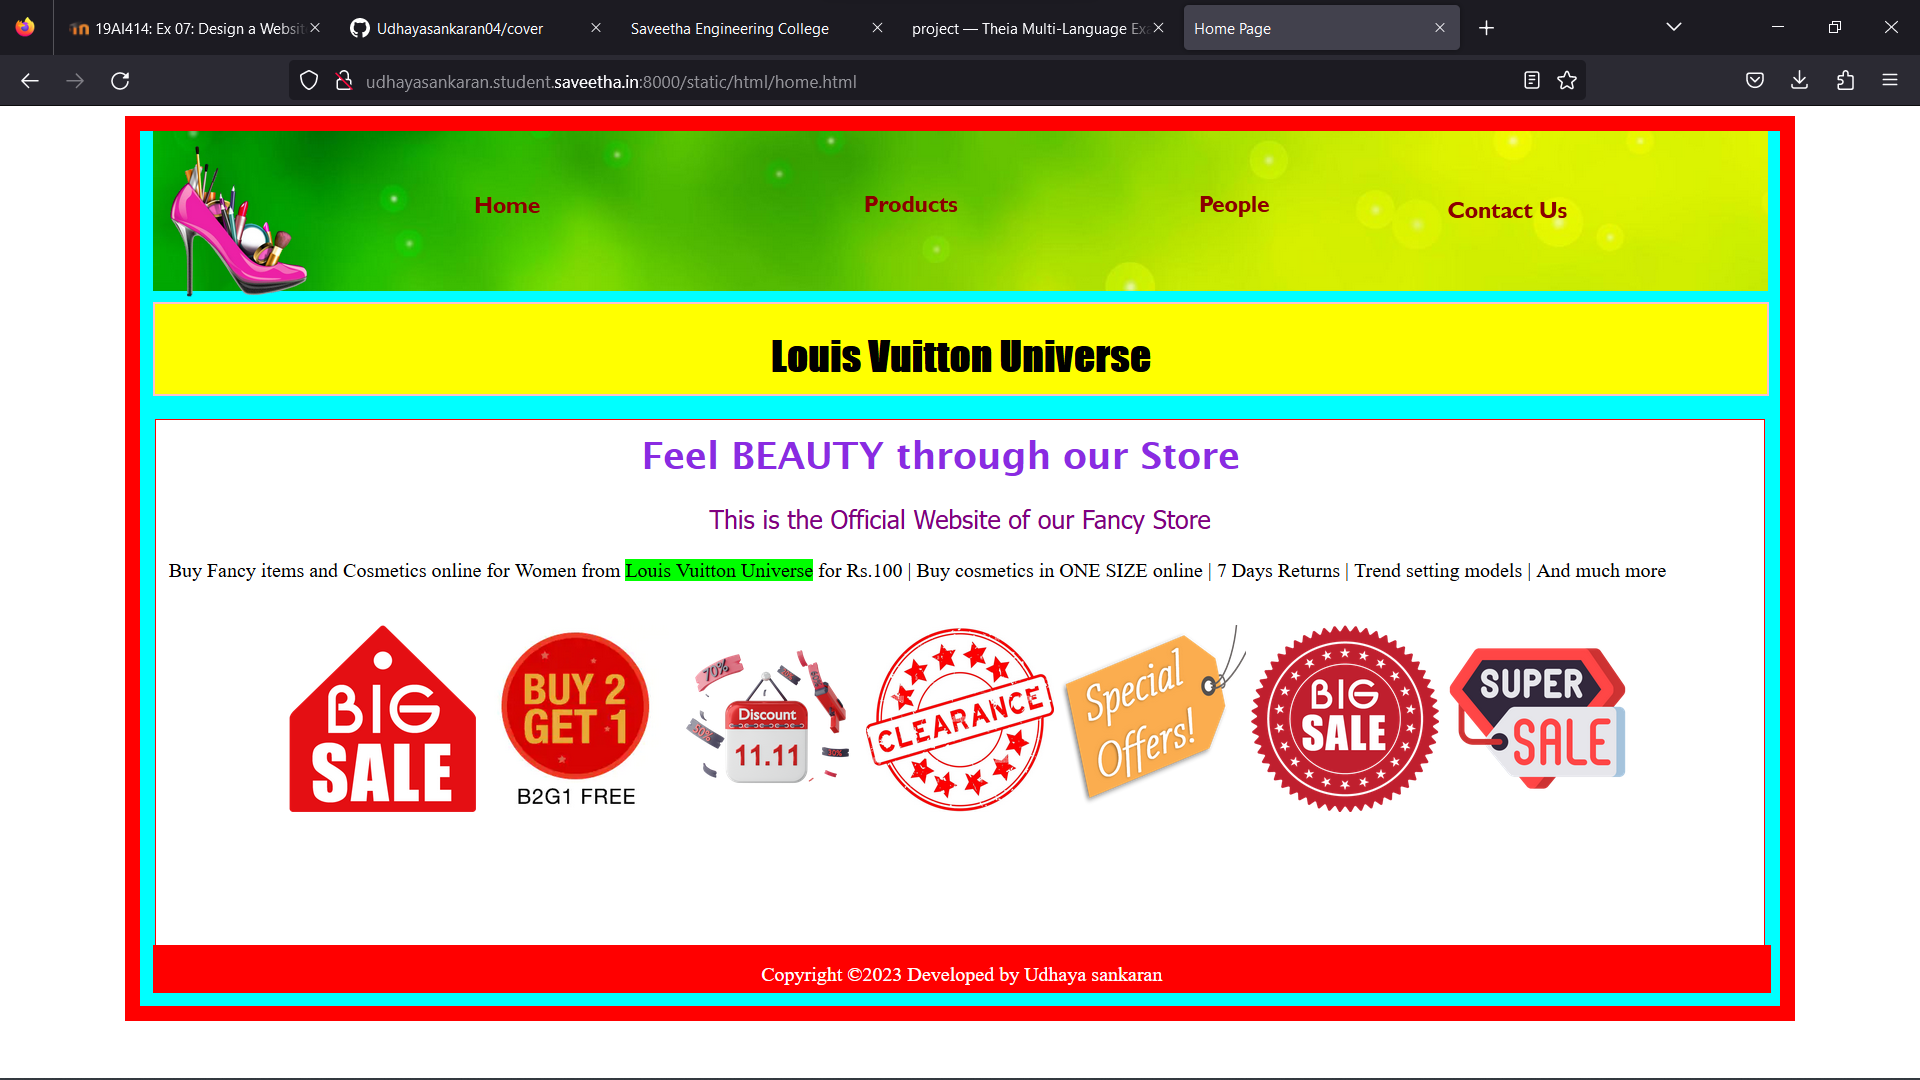 19AI414: Ex 07: Design a Websit
Udhayasankaran04/cover
Saveetha Engineering College
project — Theia Multi-Language Ex
Home Page
udhayasankaran.student.saveetha.in:8000/static/html/home.html
Home
Products
People
Contact Us
Louis Vuitton Universe
Feel BEAUTY through our Store
This is the Official Website of our Fancy Store
Buy Fancy items and Cosmetics online for Women from Louis Vuitton Universe for Rs.100 | Buy cosmetics in ONE SIZE online | 7 Days Returns | Trend setting models | And much more
BIG
SALE
BUY 2
GET 1
B2G1 FREE
70%
50%
Discount
11.11
CLEARANCE
Special
Offers!
BIG
SALE
SUPER
SALE
Copyright ©2023 Developed by Udhaya sankaran